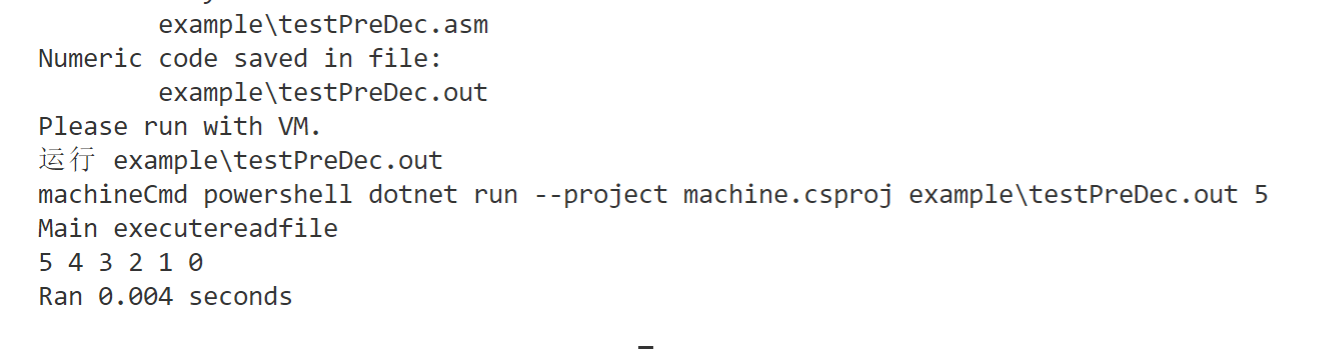 example\testPreDec.asm
Numeric code saved in file:
example\testPreDec.out
Please run with VM.
运行 example\testPreDec.out
machineCmd powershell dotnet run --project machine.csproj example\testPreDec.out 5
Main executereadfile
5 4 3 2 1 0
Ran 0.004 seconds